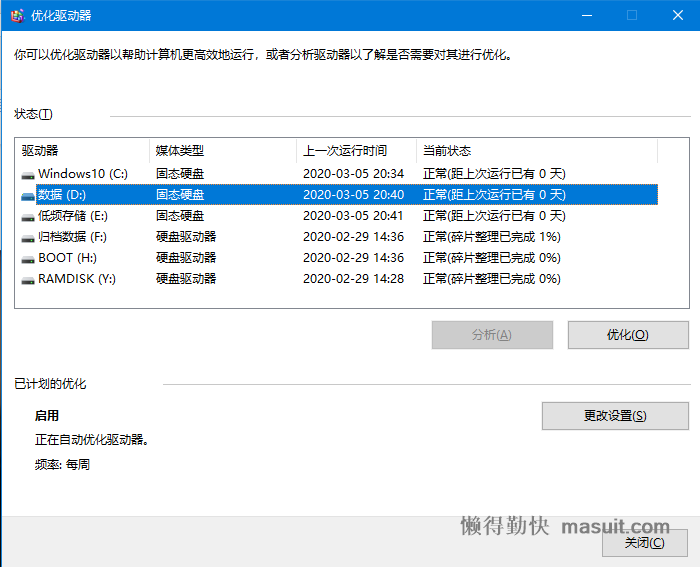 优化驱动器
你可以优化驱动器以帮助计算机更高效地运行，或者分析驱动器以了解是否需要对其进行优化。
状态(T)
驱动器 媒体类型 上一次运行时间 当前状态
Windows10 (C:) 固态硬盘 2020-03-05 20:34 正常(距上次运行已有 0 天)
数据 (D:) 固态硬盘 2020-03-05 20:40 正常(距上次运行已有 0 天)
低频存储 (E:) 固态硬盘 2020-03-05 20:41 正常(距上次运行已有 0 天)
归档数据 (F:) 硬盘驱动器 2020-02-29 14:36 正常(碎片整理已完成 1%)
BOOT (H:) 硬盘驱动器 2020-02-29 14:36 正常(碎片整理已完成 0%)
RAMDISK (Y:) 硬盘驱动器 2020-02-29 14:28 正常(碎片整理已完成 0%)
分析(A) 优化(O)
已计划的优化
启用 更改设置(S)
正在自动优化驱动器。
频率: 每周
懒得勤快 masuit.com
关闭(C)